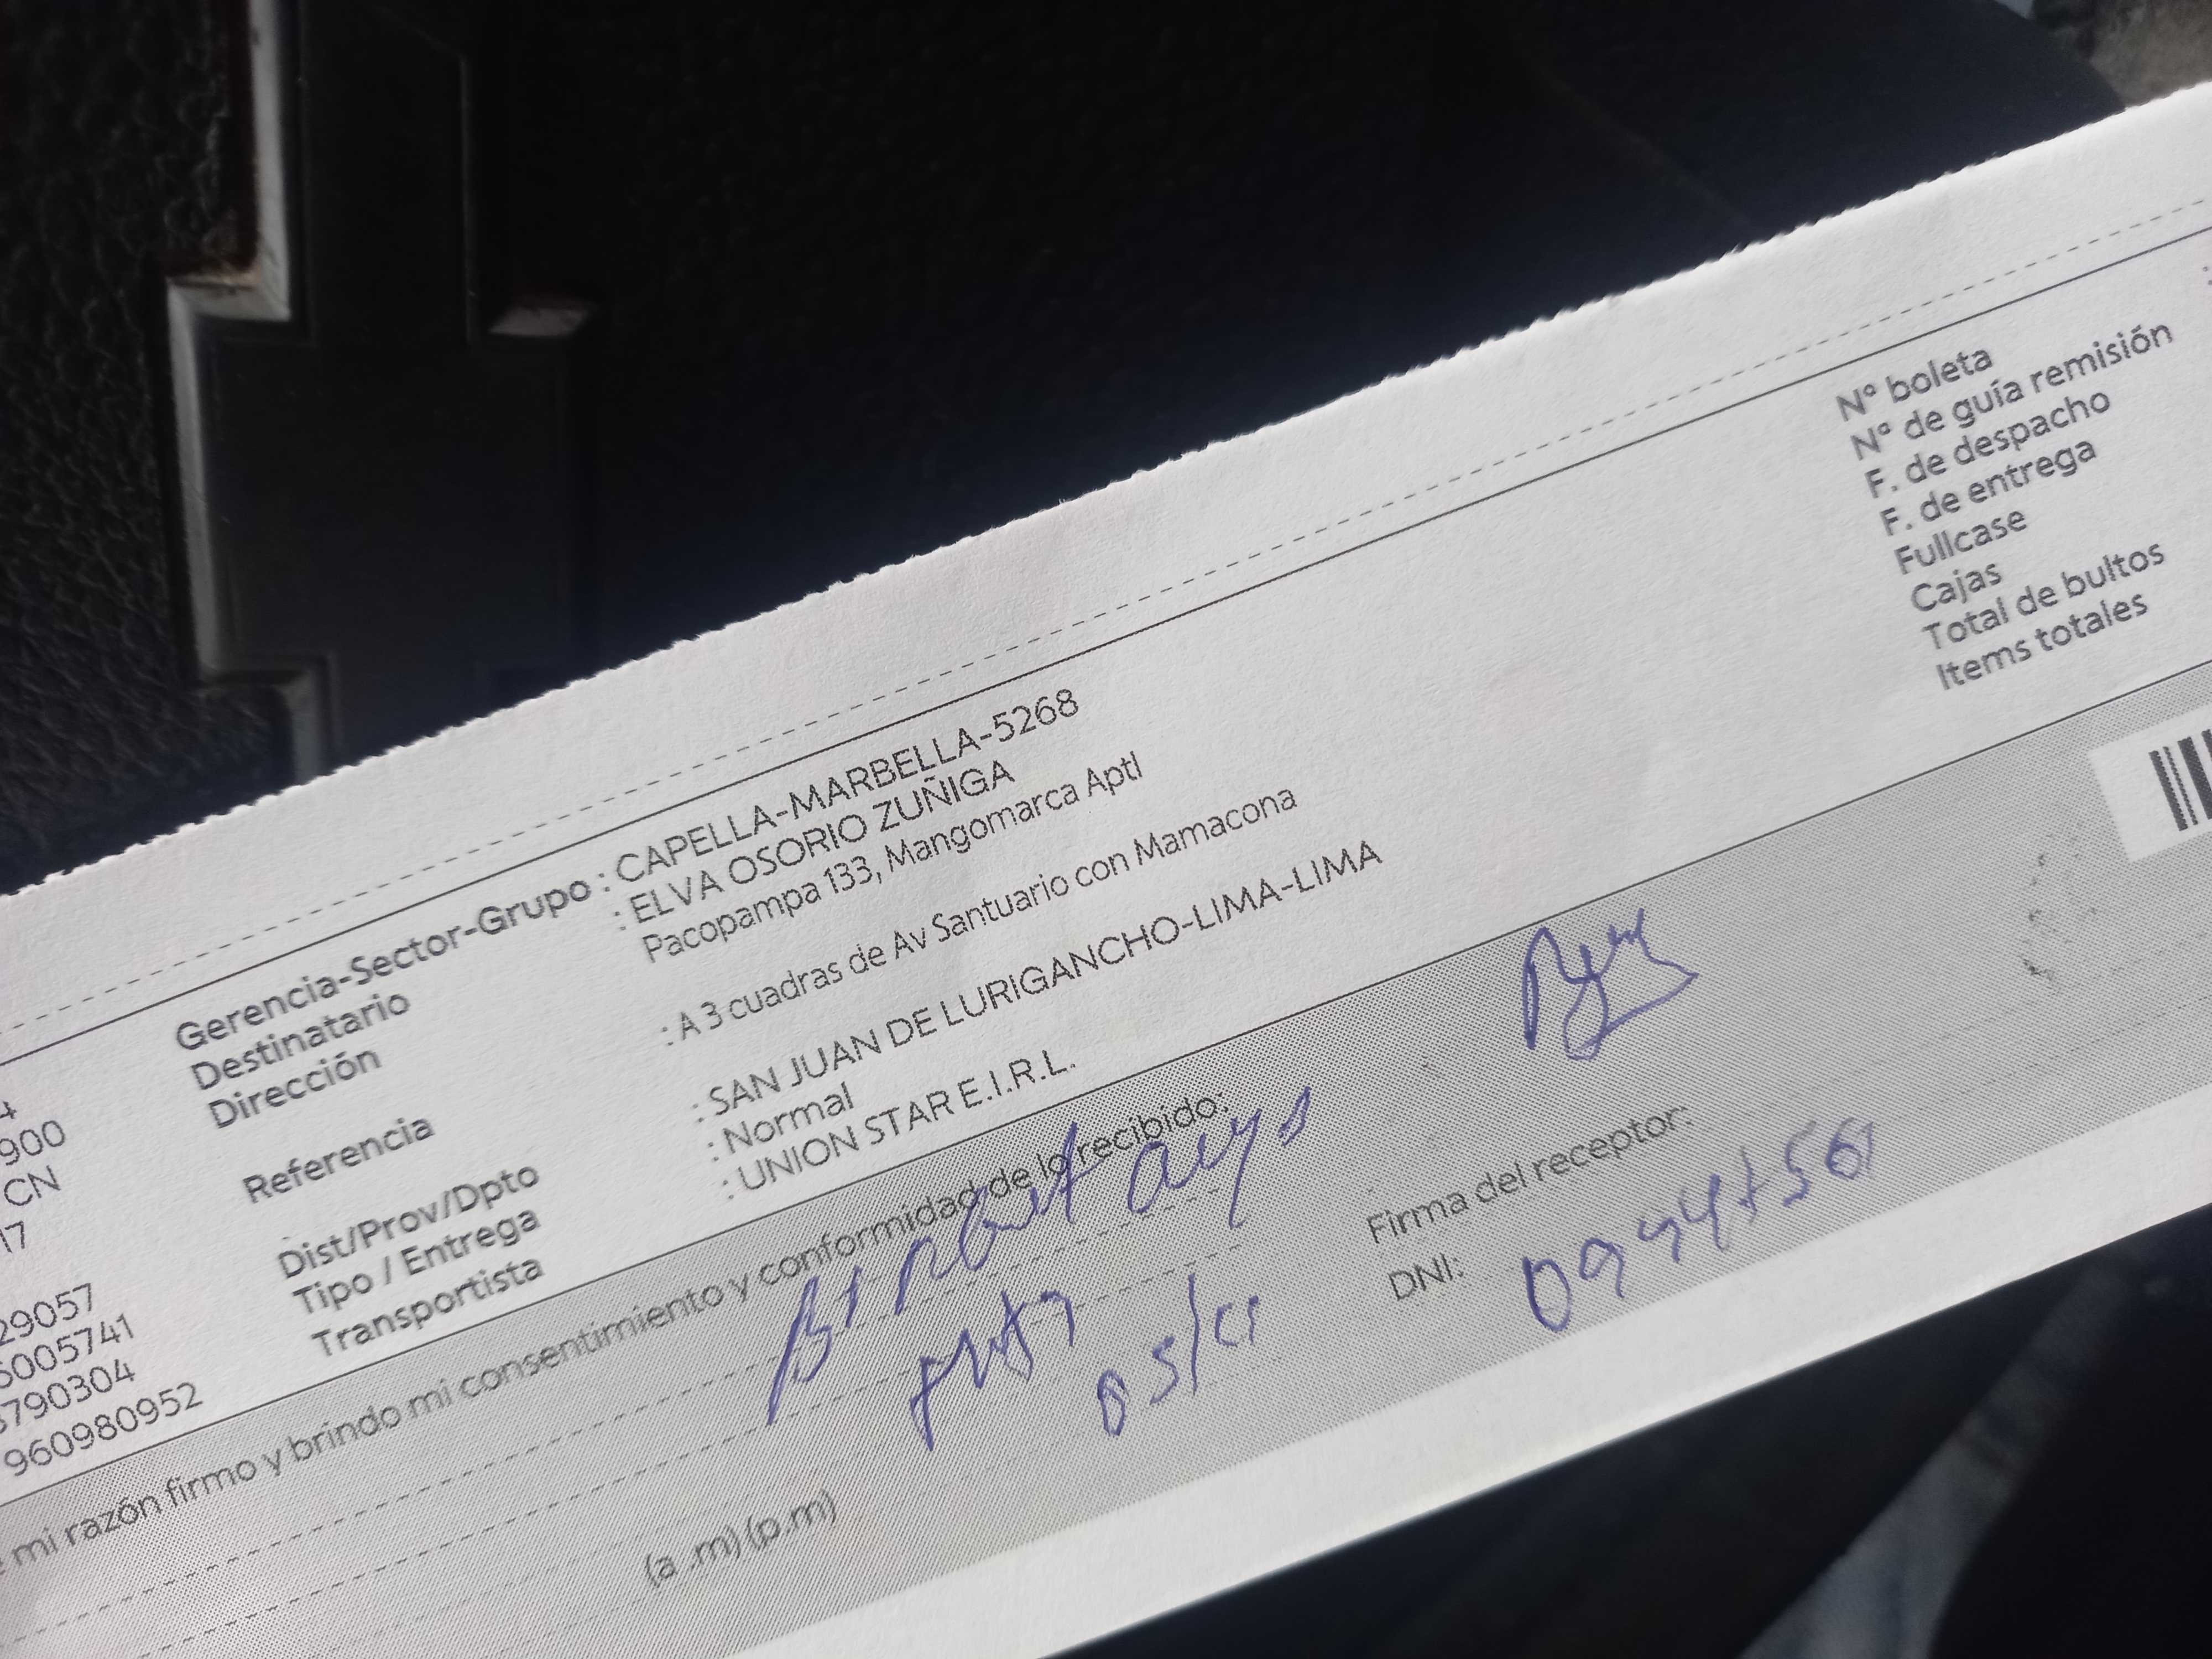 4
900
CN
17
29057
5005741
3790304
960980952
Gerencia-Sector-Grupo : CAPELLA-MARBELLA-5268
Destinatario : ELVA OSORIO ZUÑIGA
Dirección Pacopampa 133, Mangomarca Aptl
Referencia : A 3 cuadras de Av Santuario con Mamacona
Dist/Prov/Dpto : SAN JUAN DE LURIGANCHO-LIMA-LIMA
Tipo / Entrega : Normal
Transportista : UNION STAR E.I.R.L.
N° boleta
N° de guía remisión
F. de despacho
F. de entrega
Fullcase
Cajas
Total de bultos
Items totales
mi razón firmo y brindo mi consentimiento y conformidad de lo recibido:
(a .m) (p.m)
Firma del receptor:
DNI: